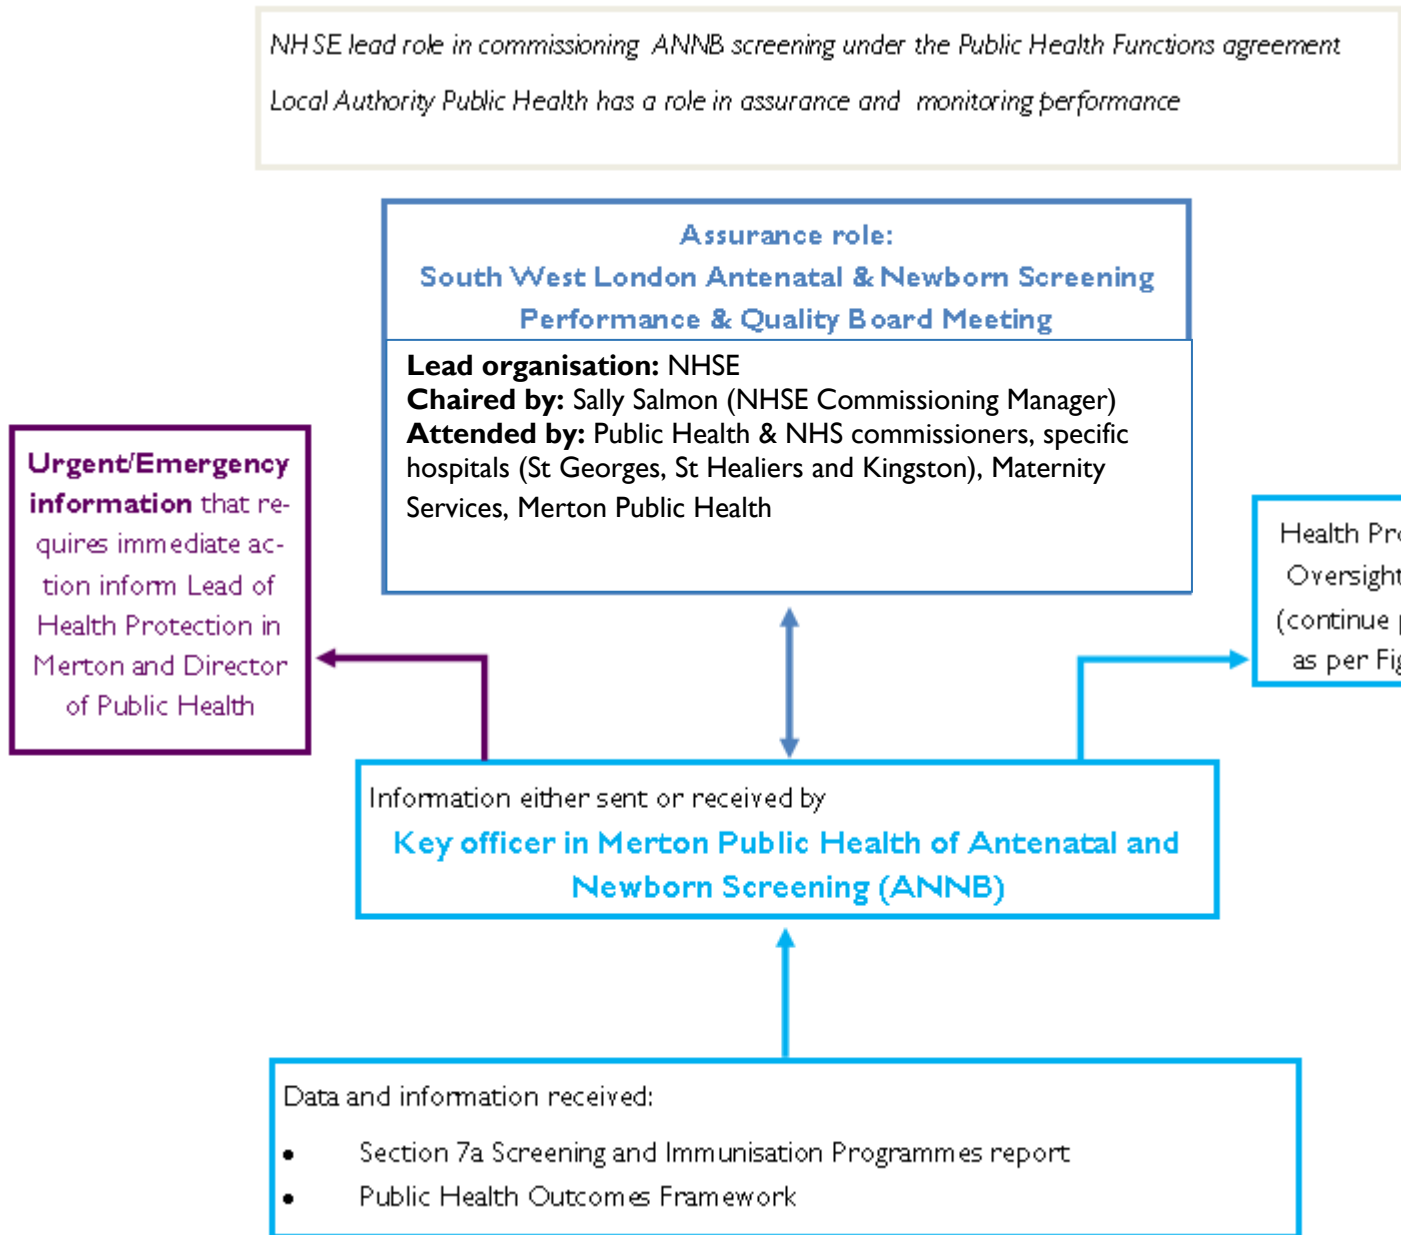 NHSE lead role in commissioning ANNB screening under the Public Health Functions agreement
Local Authority Public Health has a role in assurance and monitoring performance
Assurance role:
South West London Antenatal & Newborn Screening
Performance & Quality Board Meeting
Lead organisation: NHSE
Chaired by: Sally Salmon (NHSE Commissioning Manager)
Attended by: Public Health & NHS commissioners, specific
hospitals (St Georges, St Healiers and Kingston), Maternity
Services, Merton Public Health
Urgent/Emergency
information that re-
quires immediate ac-
tion inform Lead of
Health Protection in
Merton and Director
of Public Health
Health
Oversight
(continue
as per
Information either sent or received by
Key officer in Merton Public Health of Antenatal and
Newborn Screening (ANNB)
Data and information received:
• Section 7a Screening and Immunisation Programmes report
• Public Health Outcomes Framework